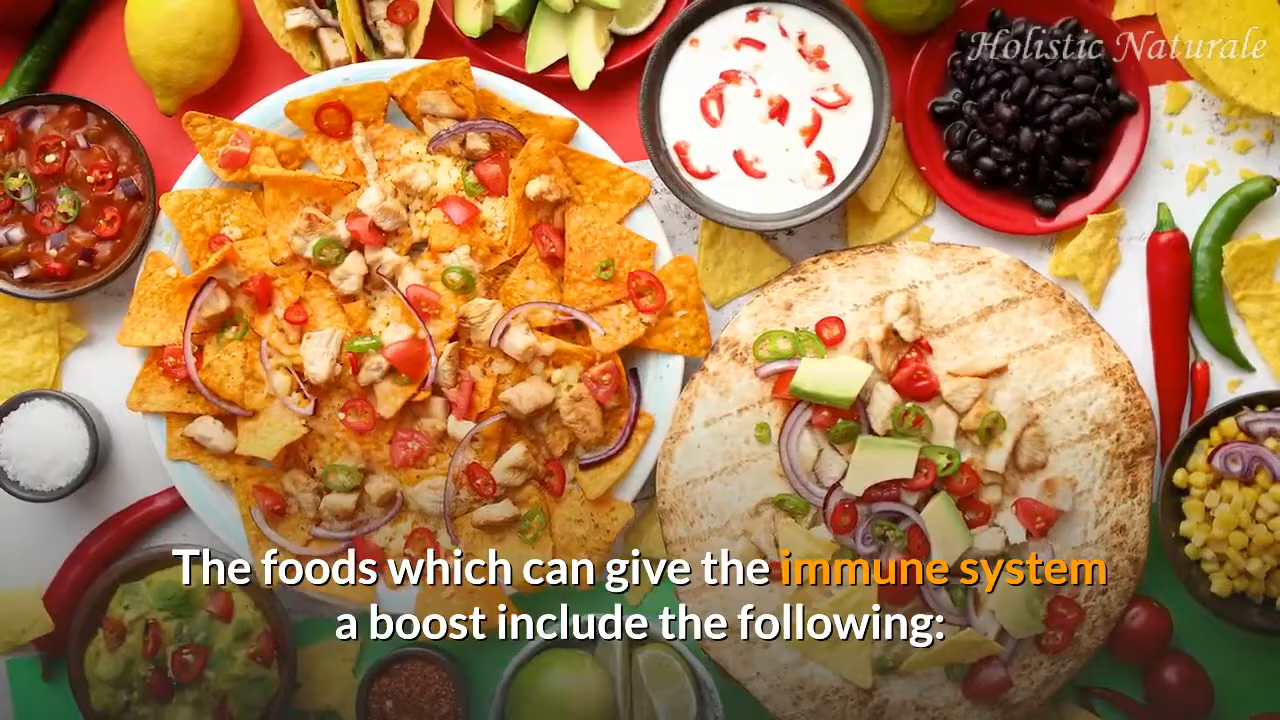 Holistic Naturale
The foods which can give the immune system
a boost include the following: